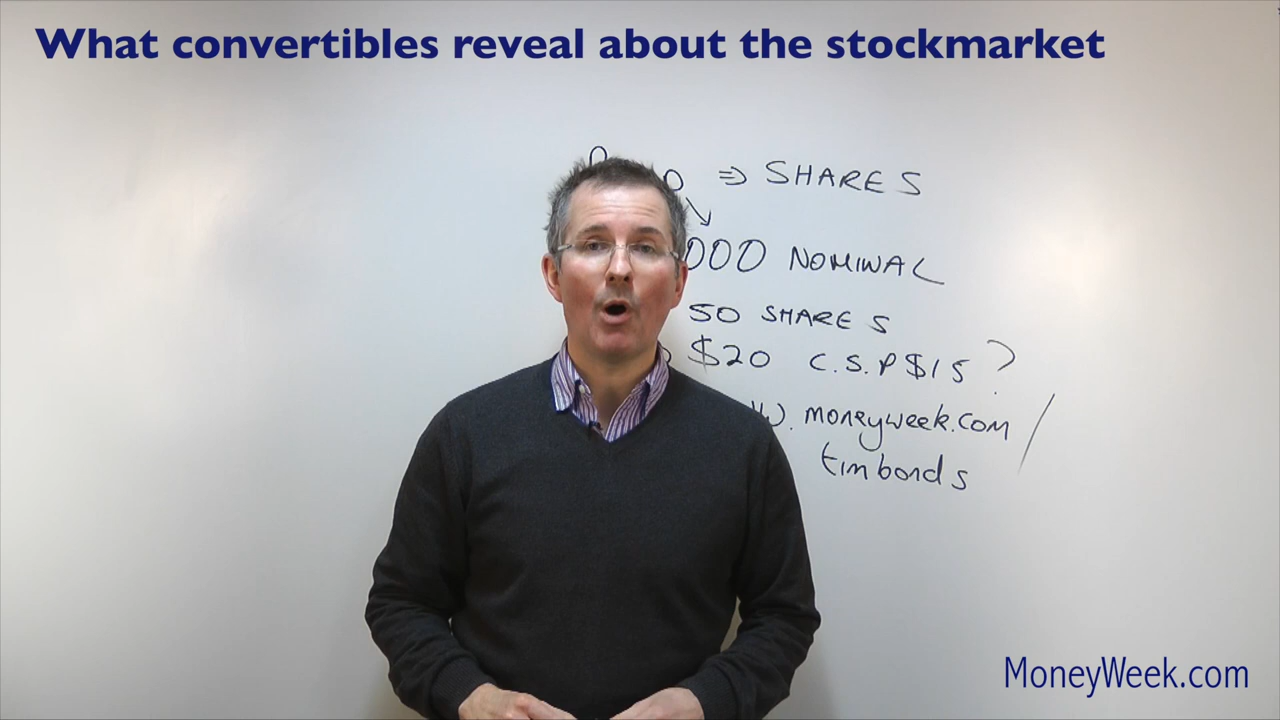 What convertibles reveal about the stockmarket
⇒ SHARES
000 NOMINAL
50 SHARES
$20 C.S.P $15 ?
W. moneyweek.com /
timbonds
MoneyWeek.com